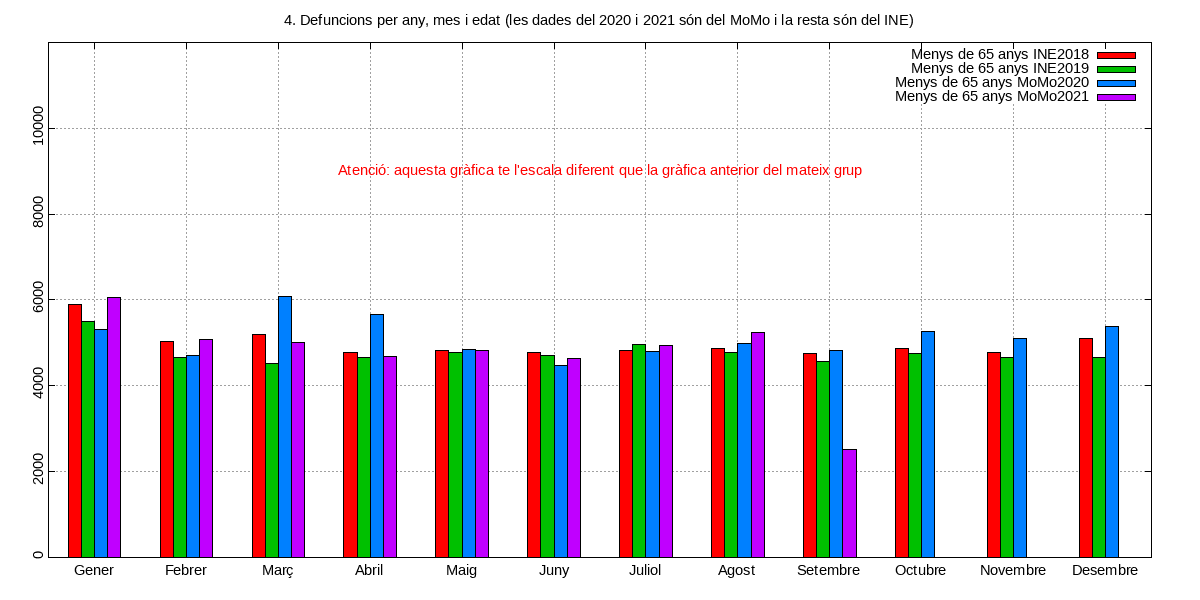 4. Defuncions per any, mes i edat (les dades del 2020 i 2021 són del MoMo i la resta són del INE)
Menys de 65 anys INE2018
Menys de 65 anys INE2019
Menys de 65 anys MoMo2020
Menys de 65 anys MoMo2021
Atenció: aquesta gràfica te l'escala diferent que la gràfica anterior del mateix grup
10000
8000
6000
4000
2000
0
Gener Febrer Març Abril Maig Juny Juliol Agost Setembre Octubre Novembre Desembre